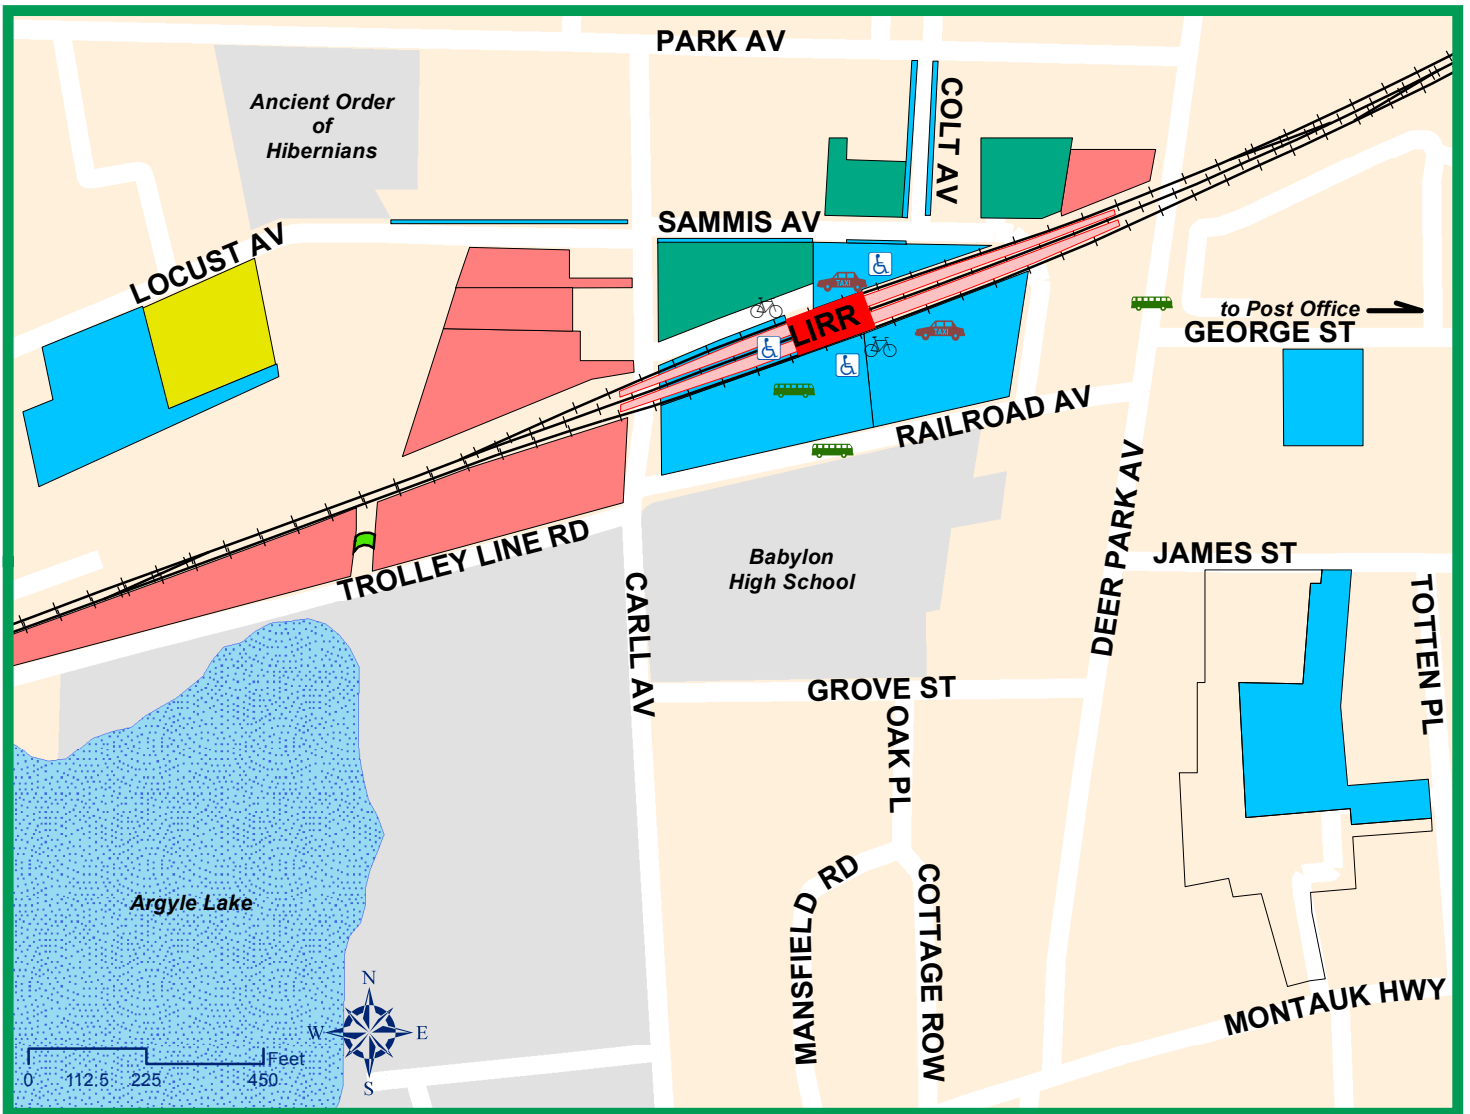 PARK AV
Ancient Order
of
Hibernians
COLT AV
SAMMIS AV
LOCUST AV
TAXI
LIRR
TAXI
to Post Office
GEORGE ST
RAILROAD AV
TROLLEY LINE RD
Babylon
High School
DEER PARK AV
JAMES ST
CARLL AV
TOTTEN PL
GROVE ST
OAK PL
Argyle Lake
MANSFIELD RD
COTTAGE ROW
MONTAUK HWY
N
W
E
S
Feet
0 112.5 225 450